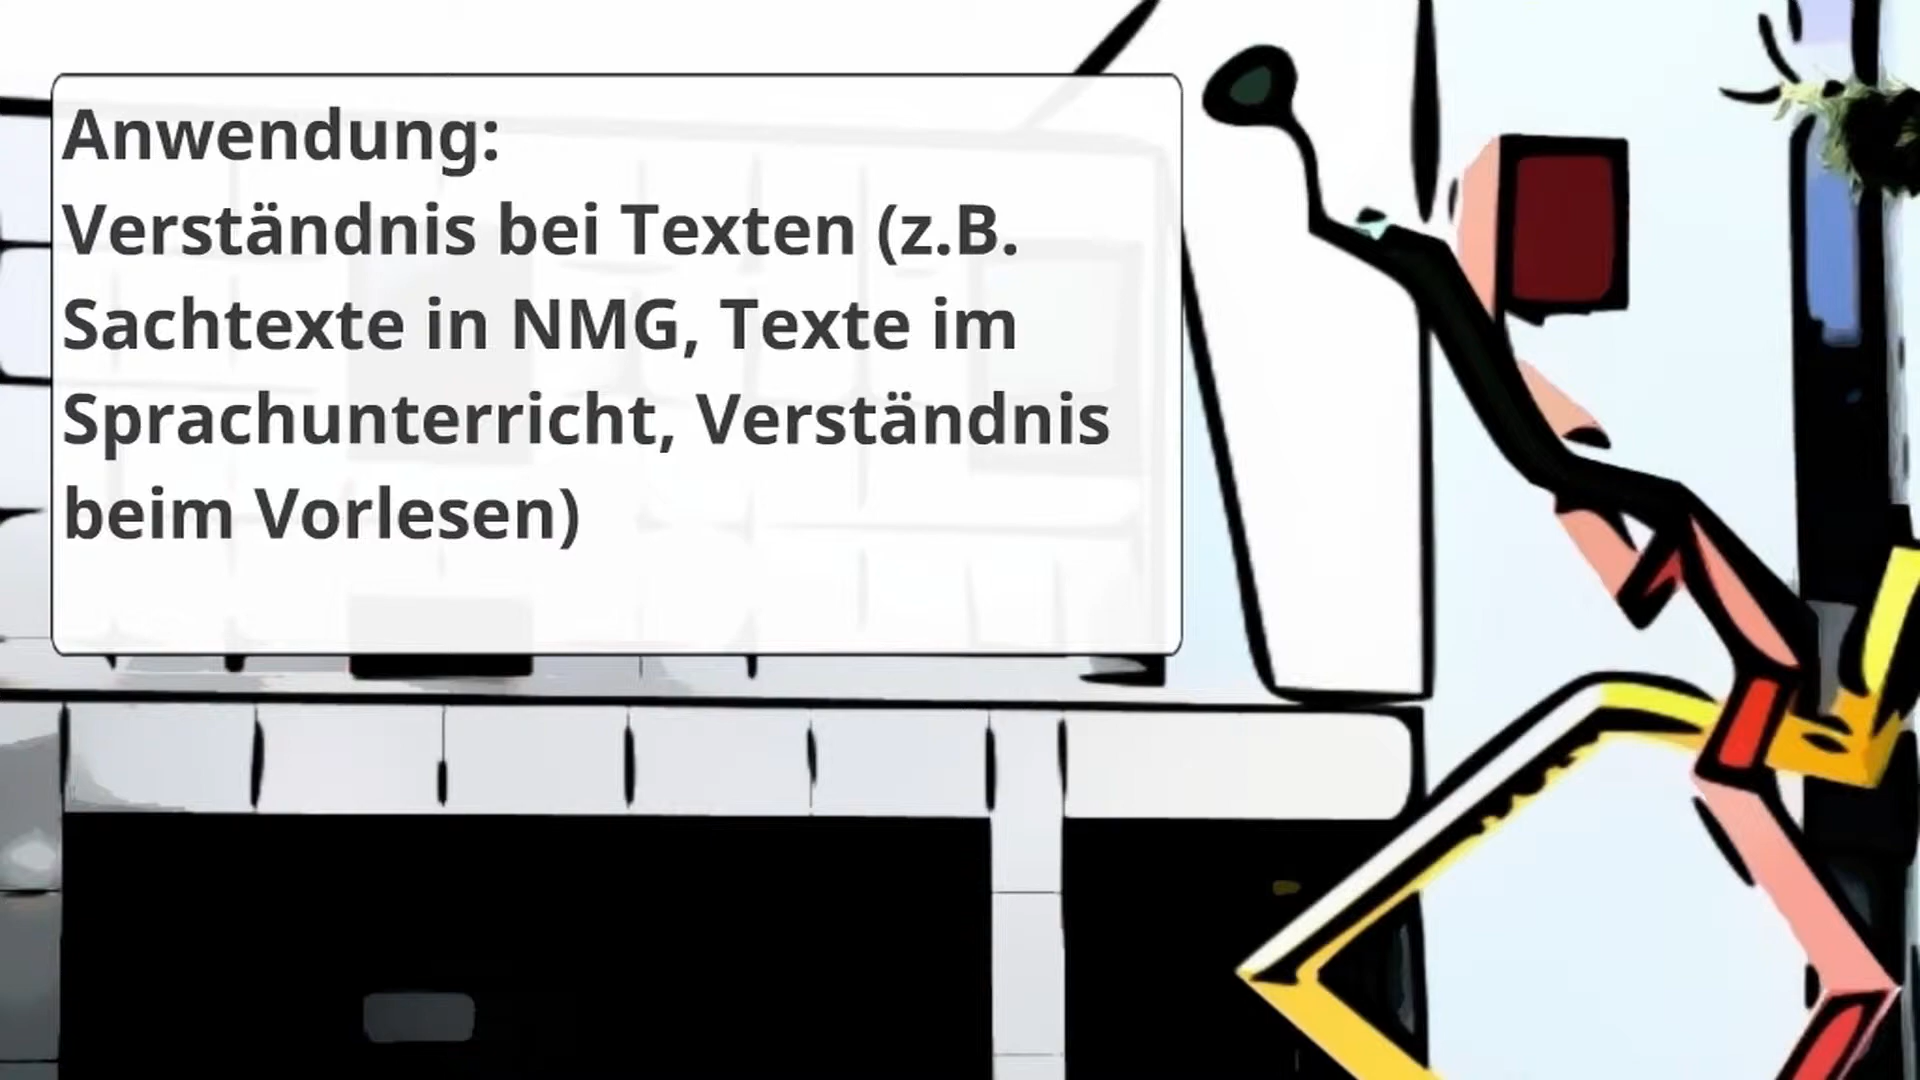 Anwendung:
Verständnis bei Texten (z.B.
Sachtexte in NMG, Texte im
Sprachunterricht, Verständnis
beim Vorlesen)